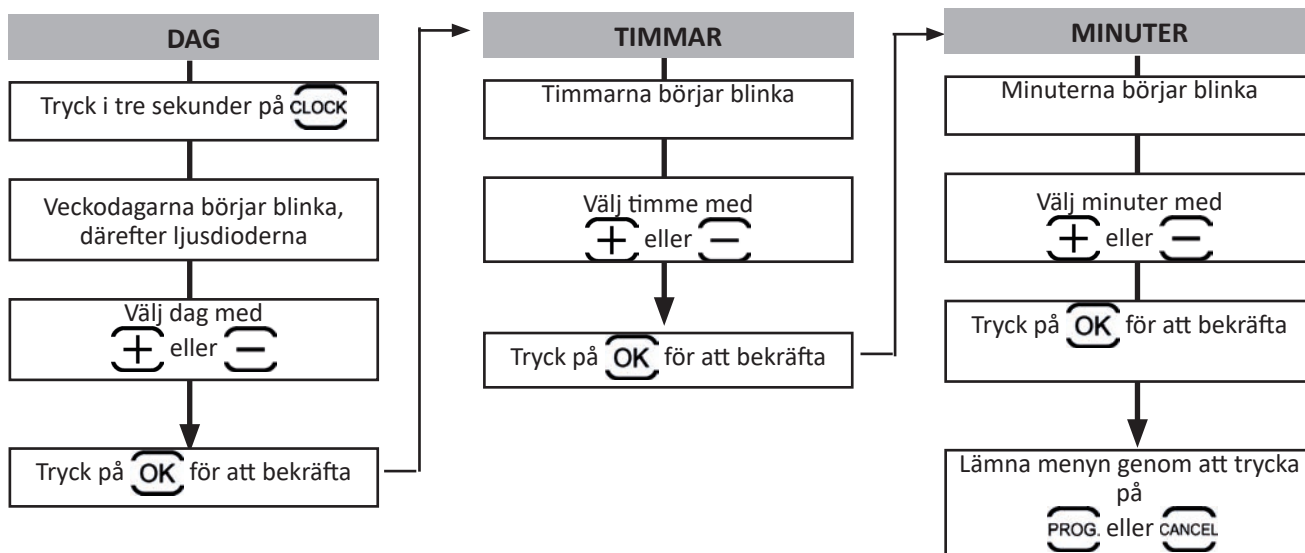 DAG
Tryck i tre sekunder på CLOCK
Veckodagarna börjar blinka,
därefter ljusdioderna
Välj dag med
+ eller −
Tryck på OK för att bekräfta
TIMMAR
Timmarna börjar blinka
Välj timme med
+ eller −
Tryck på OK för att bekräfta
MINUTER
Minuterna börjar blinka
Välj minuter med
+ eller −
Tryck på OK för att bekräfta
Lämna menyn genom att trycka
på
PROG. eller CANCEL